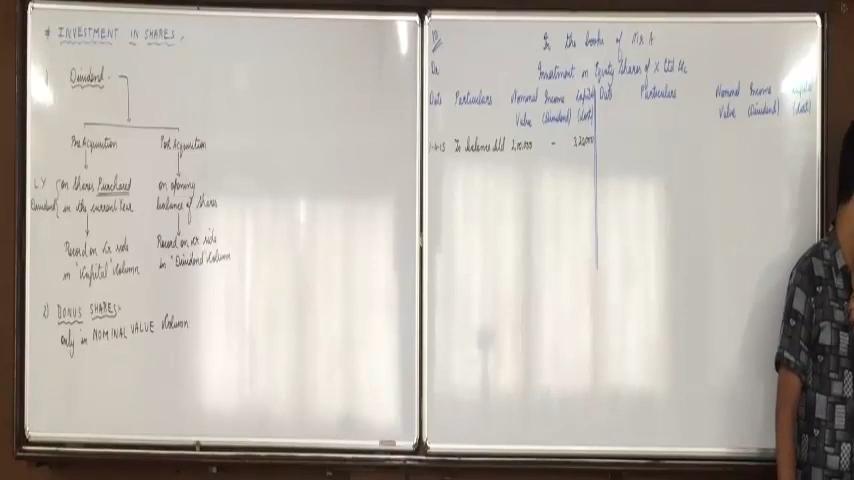 * INVESTMENT IN SHARES.
1) Dividend
Pre Acquisition
Post Acquisition
L.Y Dividend
on Shares Purchased
in the current Year
on opening
balance of Shares
Record on Cr side
in "Capital" Column
Record on Cr side
in "Dividend" Column
2) BONUS SHARES:
only in NOMINAL VALUE Column
In the books of Mr A
Dr Investment in Equity Shares of X Ltd A/c
Date Particulars Nominal Value Income (Dividend) Capital (Cost) Date Particulars Nominal Value Income (Dividend) Capital (Cost)
To balance b/d 2,00,000 - 3,20,000